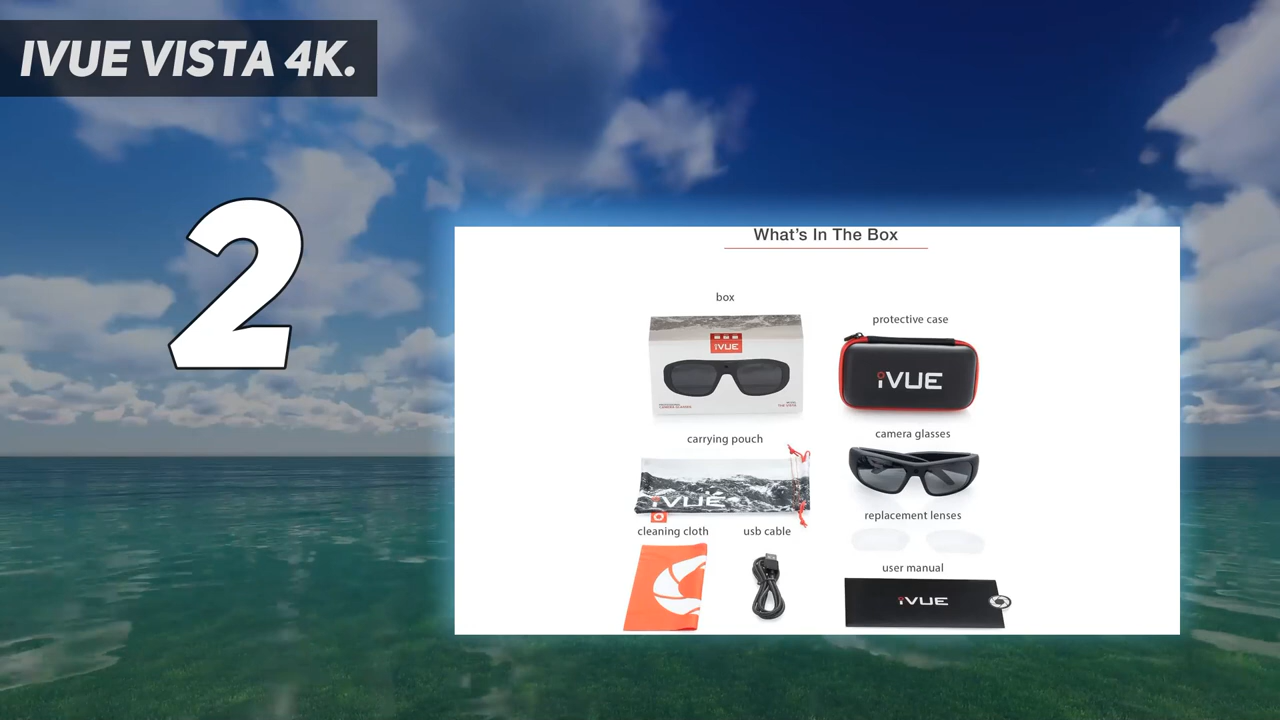 IVUE VISTA 4K.
2
What's In The Box
box
protective case
iVUE
iVUE
carrying pouch
camera glasses
iVUE
replacement lenses
cleaning cloth
usb cable
user manual
iVUE